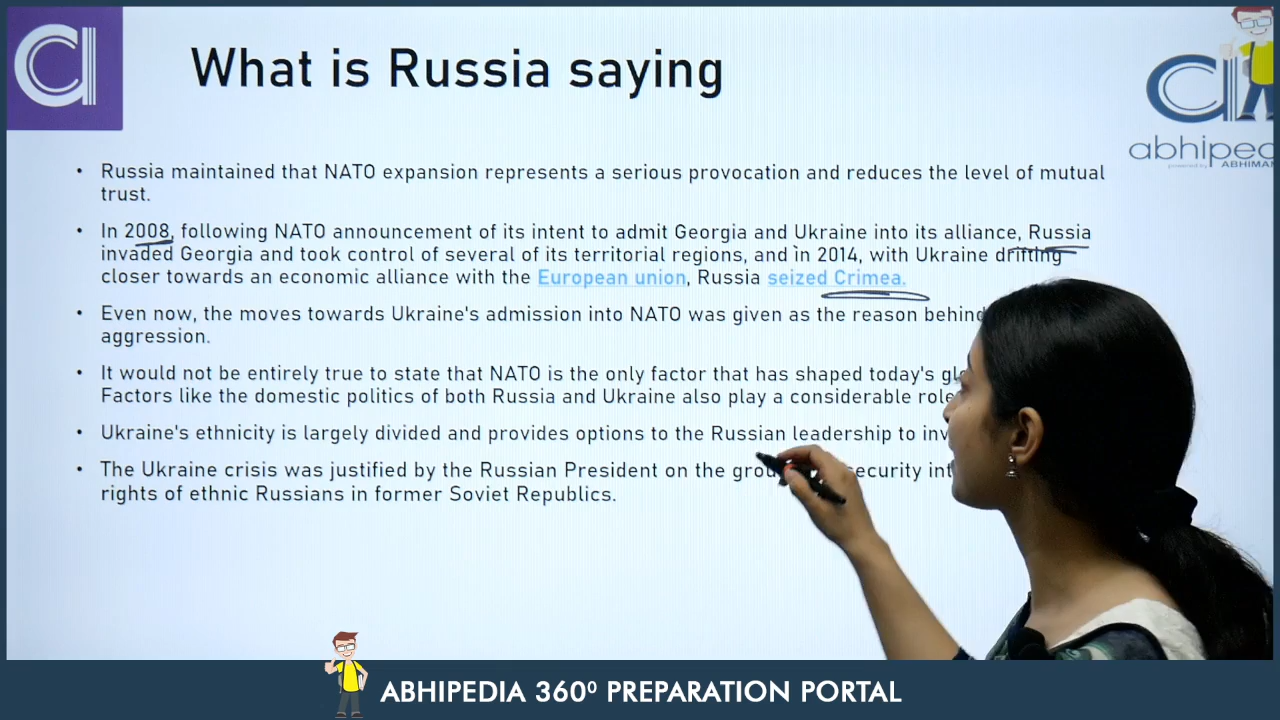 What is Russia saying
abhiped
powered by ABHIMAN
• Russia maintained that NATO expansion represents a serious provocation and reduces the level of mutual
trust.
• In 2008, following NATO announcement of its intent to admit Georgia and Ukraine into its alliance, Russia
invaded Georgia and took control of several of its territorial regions, and in 2014, with Ukraine drifting
closer towards an economic alliance with the European union, Russia seized Crimea.
• Even now, the moves towards Ukraine's admission into NATO was given as the reason behind
aggression.
• It would not be entirely true to state that NATO is the only factor that has shaped today's
Factors like the domestic politics of both Russia and Ukraine also play a considerable role
• Ukraine's ethnicity is largely divided and provides options to the Russian leadership to
• The Ukraine crisis was justified by the Russian President on the security
rights of ethnic Russians in former Soviet Republics.
ABHIPEDIA 360⁰ PREPARATION PORTAL